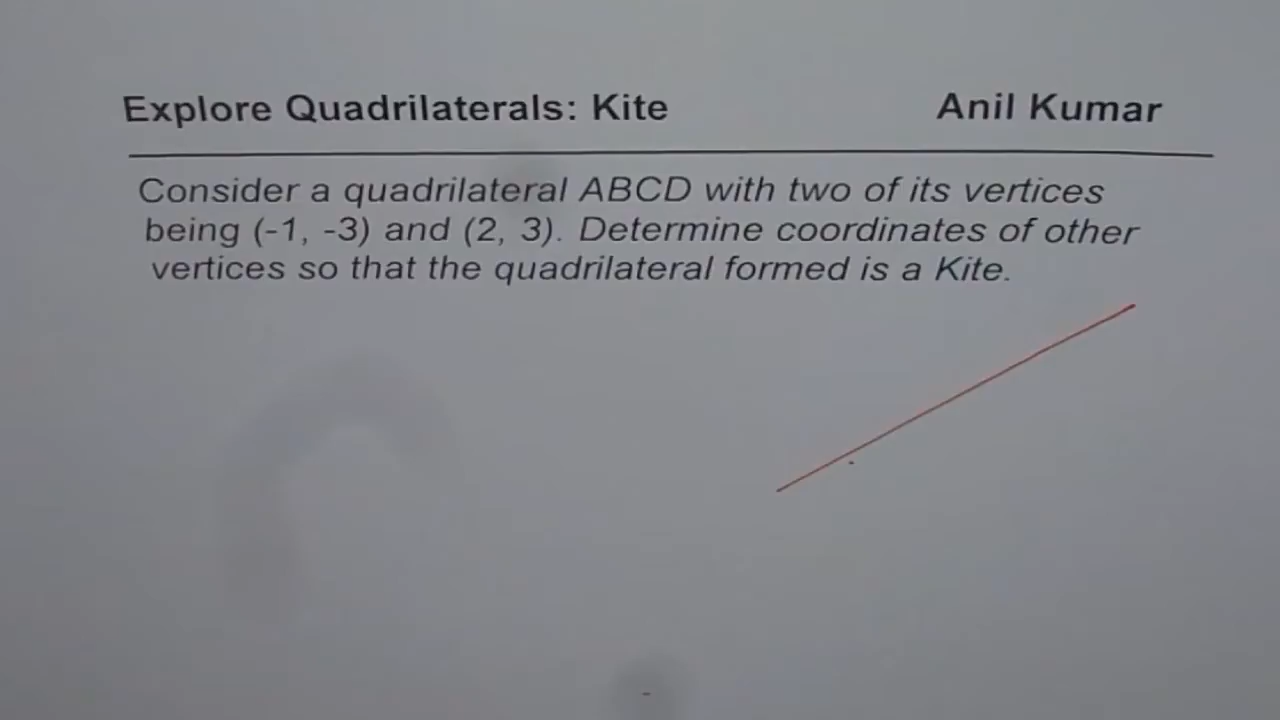 Explore Quadrilaterals: Kite Anil Kumar
Consider a quadrilateral ABCD with two of its vertices
being (-1, -3) and (2, 3). Determine coordinates of other
vertices so that the quadrilateral formed is a Kite.